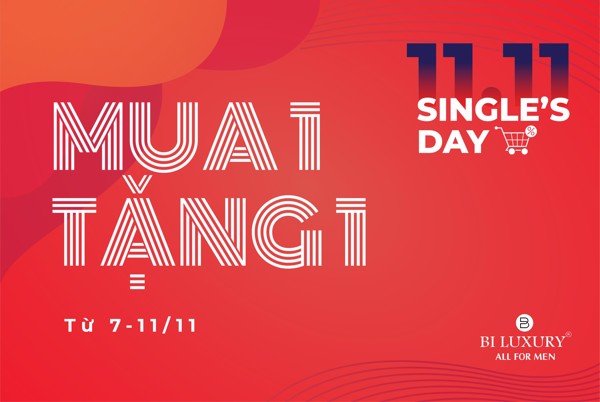 MUA 1
TẶNG 1
Từ 7-11/11
11.11
SINGLE'S
DAY
%
B
BI LUXURY®
ALL FOR MEN